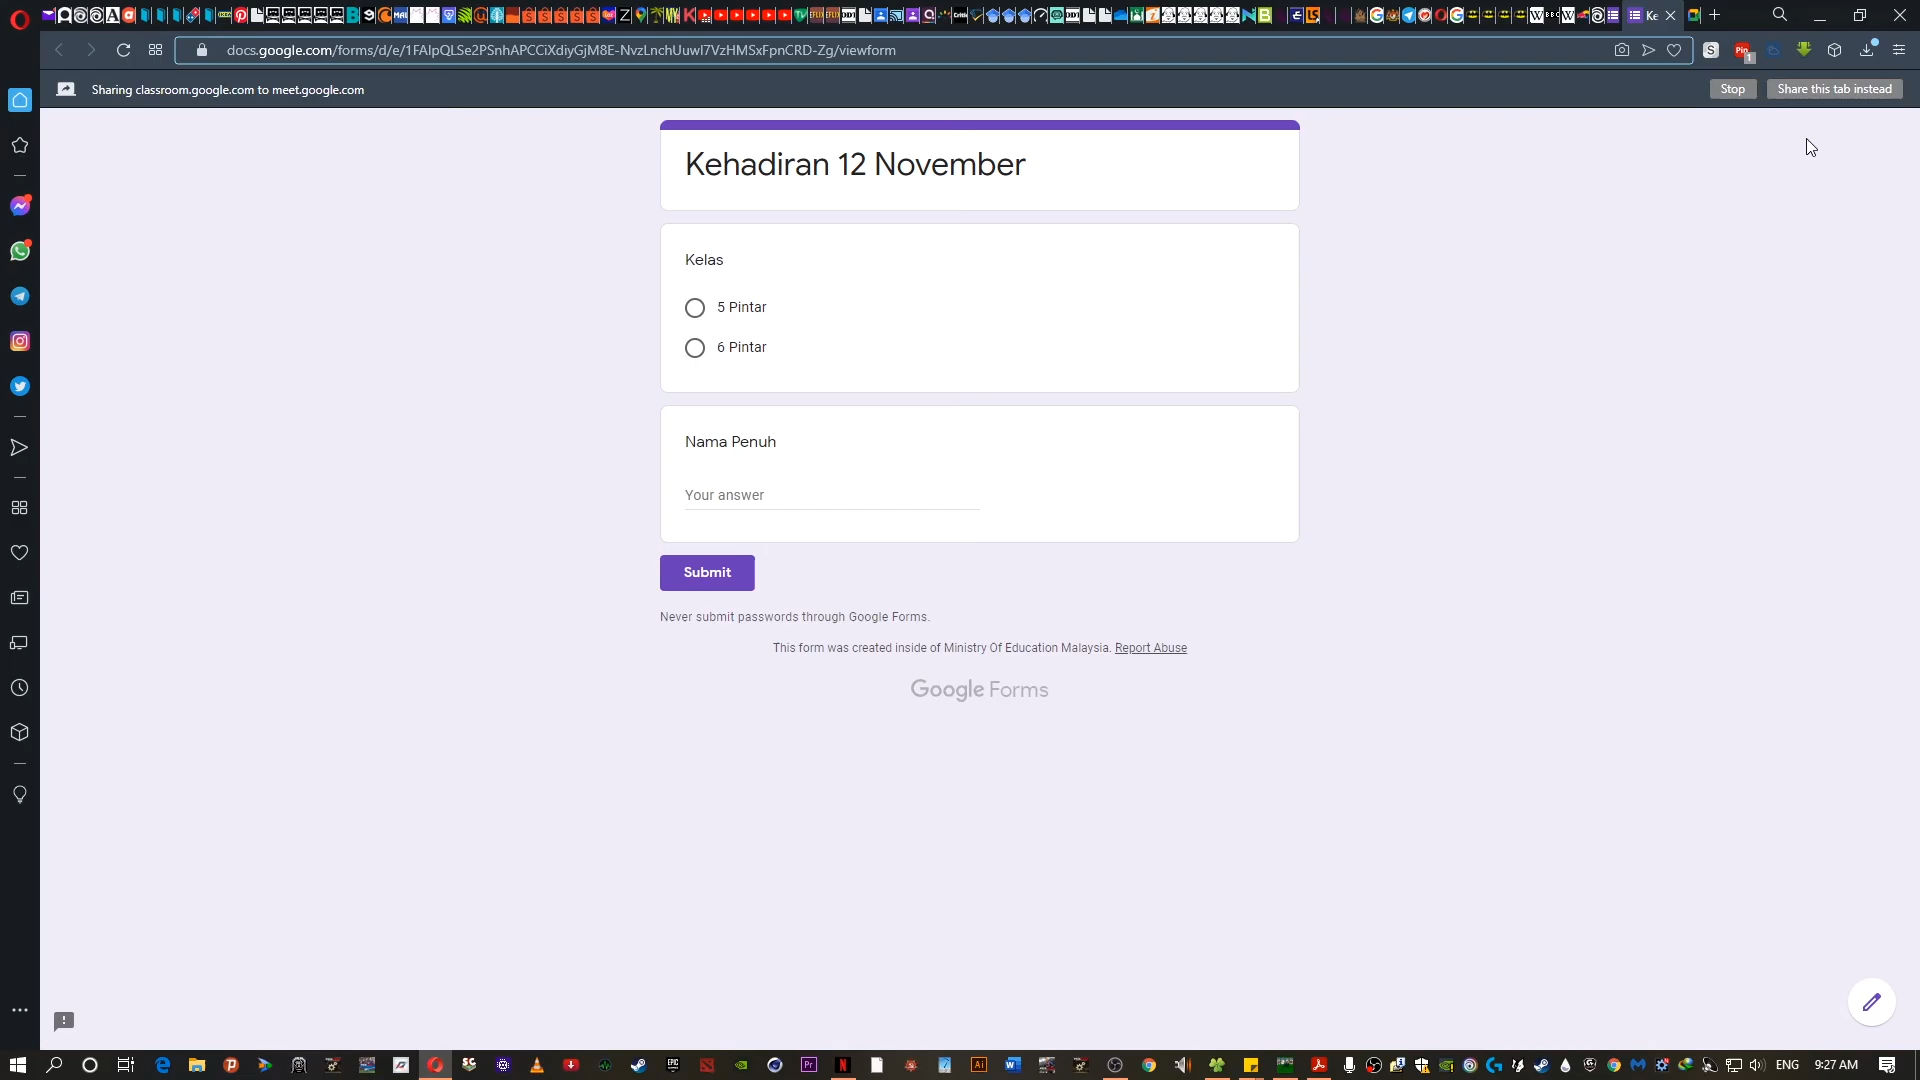 Ke
docs.google.com/forms/d/e/1FAIpQLSe2PSnhAPCCiXdiyGjM8E-NvzLnchUuwI7VzHMSxFpnCRD-Zg/viewform
Sharing classroom.google.com to meet.google.com
Stop
Share this tab instead
Kehadiran 12 November
Kelas
5 Pintar
6 Pintar
Nama Penuh
Your answer
Submit
Never submit passwords through Google Forms.
This form was created inside of Ministry Of Education Malaysia. Report Abuse
Google Forms
ENG
9:27 AM